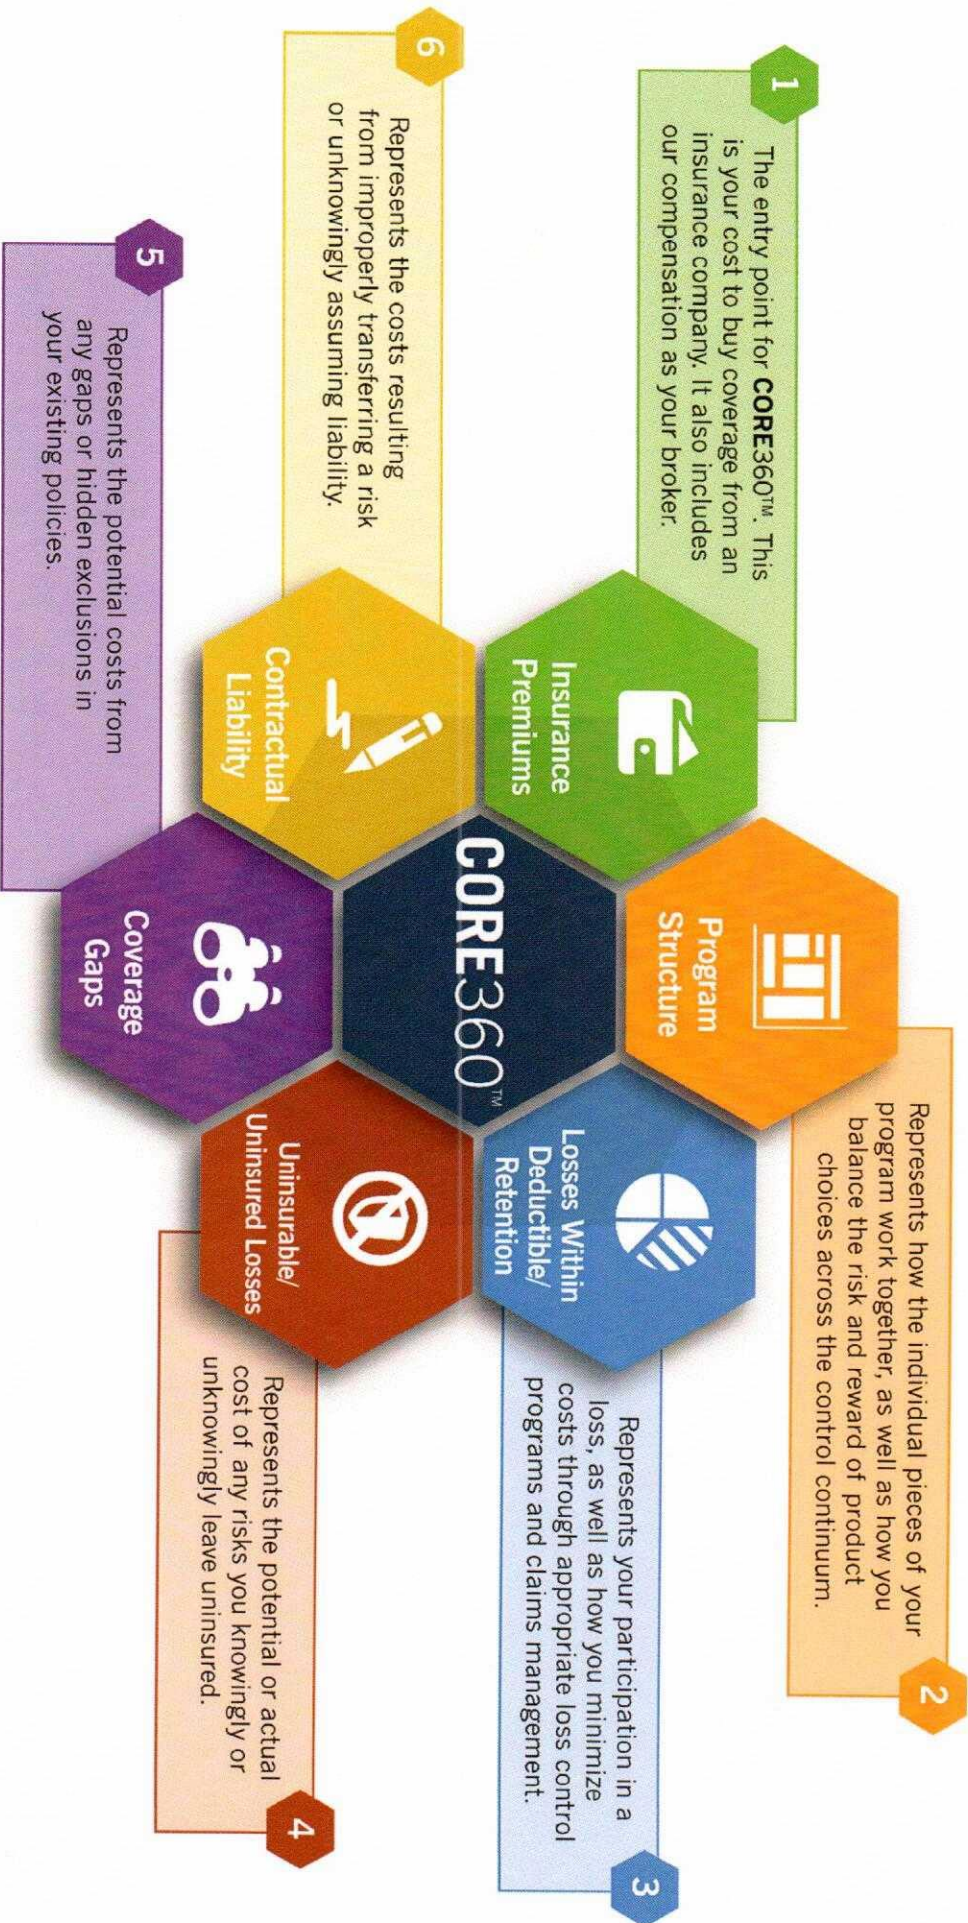 1
The entry point for CORE360™. This
is your cost to buy coverage from an
insurance company. It also includes
our compensation as your broker.
Insurance
Premiums
2
Represents how the individual pieces of your
program work together, as well as how you
balance the risk and reward of product
choices across the control continuum.
Program
Structure
3
Represents your participation in a
loss, as well as how you minimize
costs through appropriate loss control
programs and claims management.
Losses Within
Deductible/
Retention
4
Represents the potential or actual
cost of any risks you knowingly or
unknowingly leave uninsured.
Uninsurable/
Uninsured Losses
5
Represents the potential costs from
any gaps or hidden exclusions in
your existing policies.
Coverage
Gaps
6
Represents the costs resulting
from improperly transferring a risk
or unknowingly assuming liability.
Contractual
Liability
CORE360™